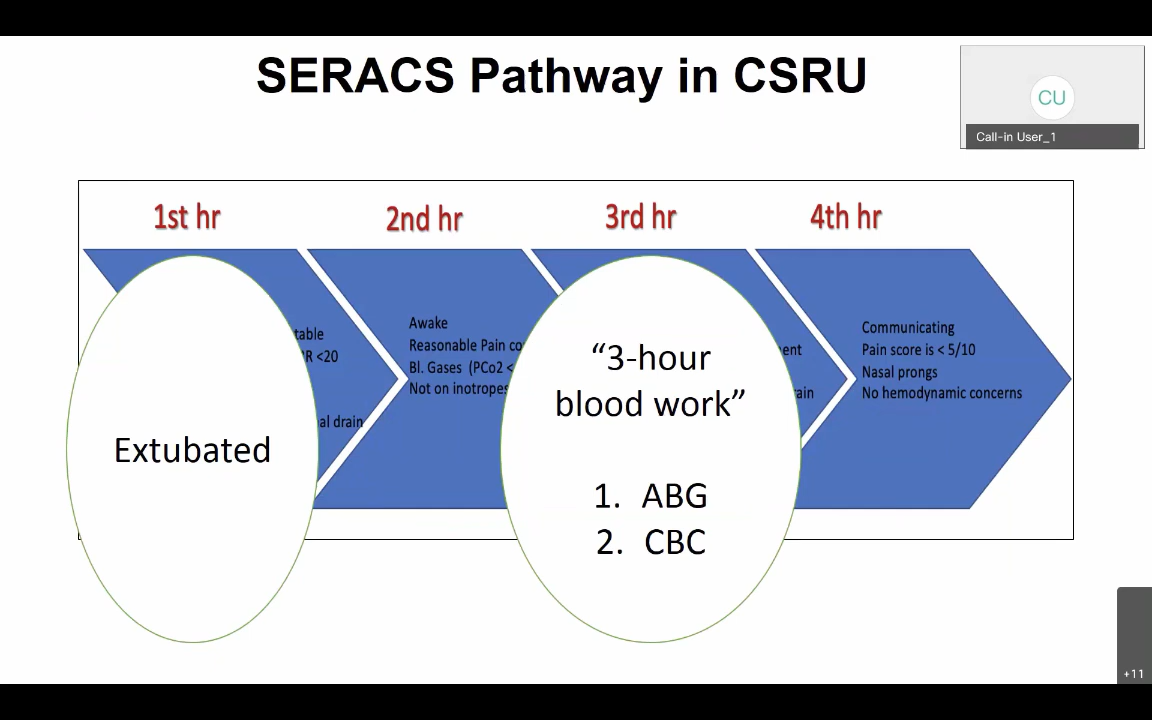 SERACS Pathway in CSRU
CU
Call-in User_1
1st hr
2nd hr
3rd hr
4th hr
table
R <20
al drain
Extubated
Awake
Reasonable Pain co
Bl. Gases (PCo2 <
Not on inotropes
“3-hour
blood work”
1. ABG
2. CBC
ent
ain
Communicating
Pain score is < 5/10
Nasal prongs
No hemodynamic concerns
+11